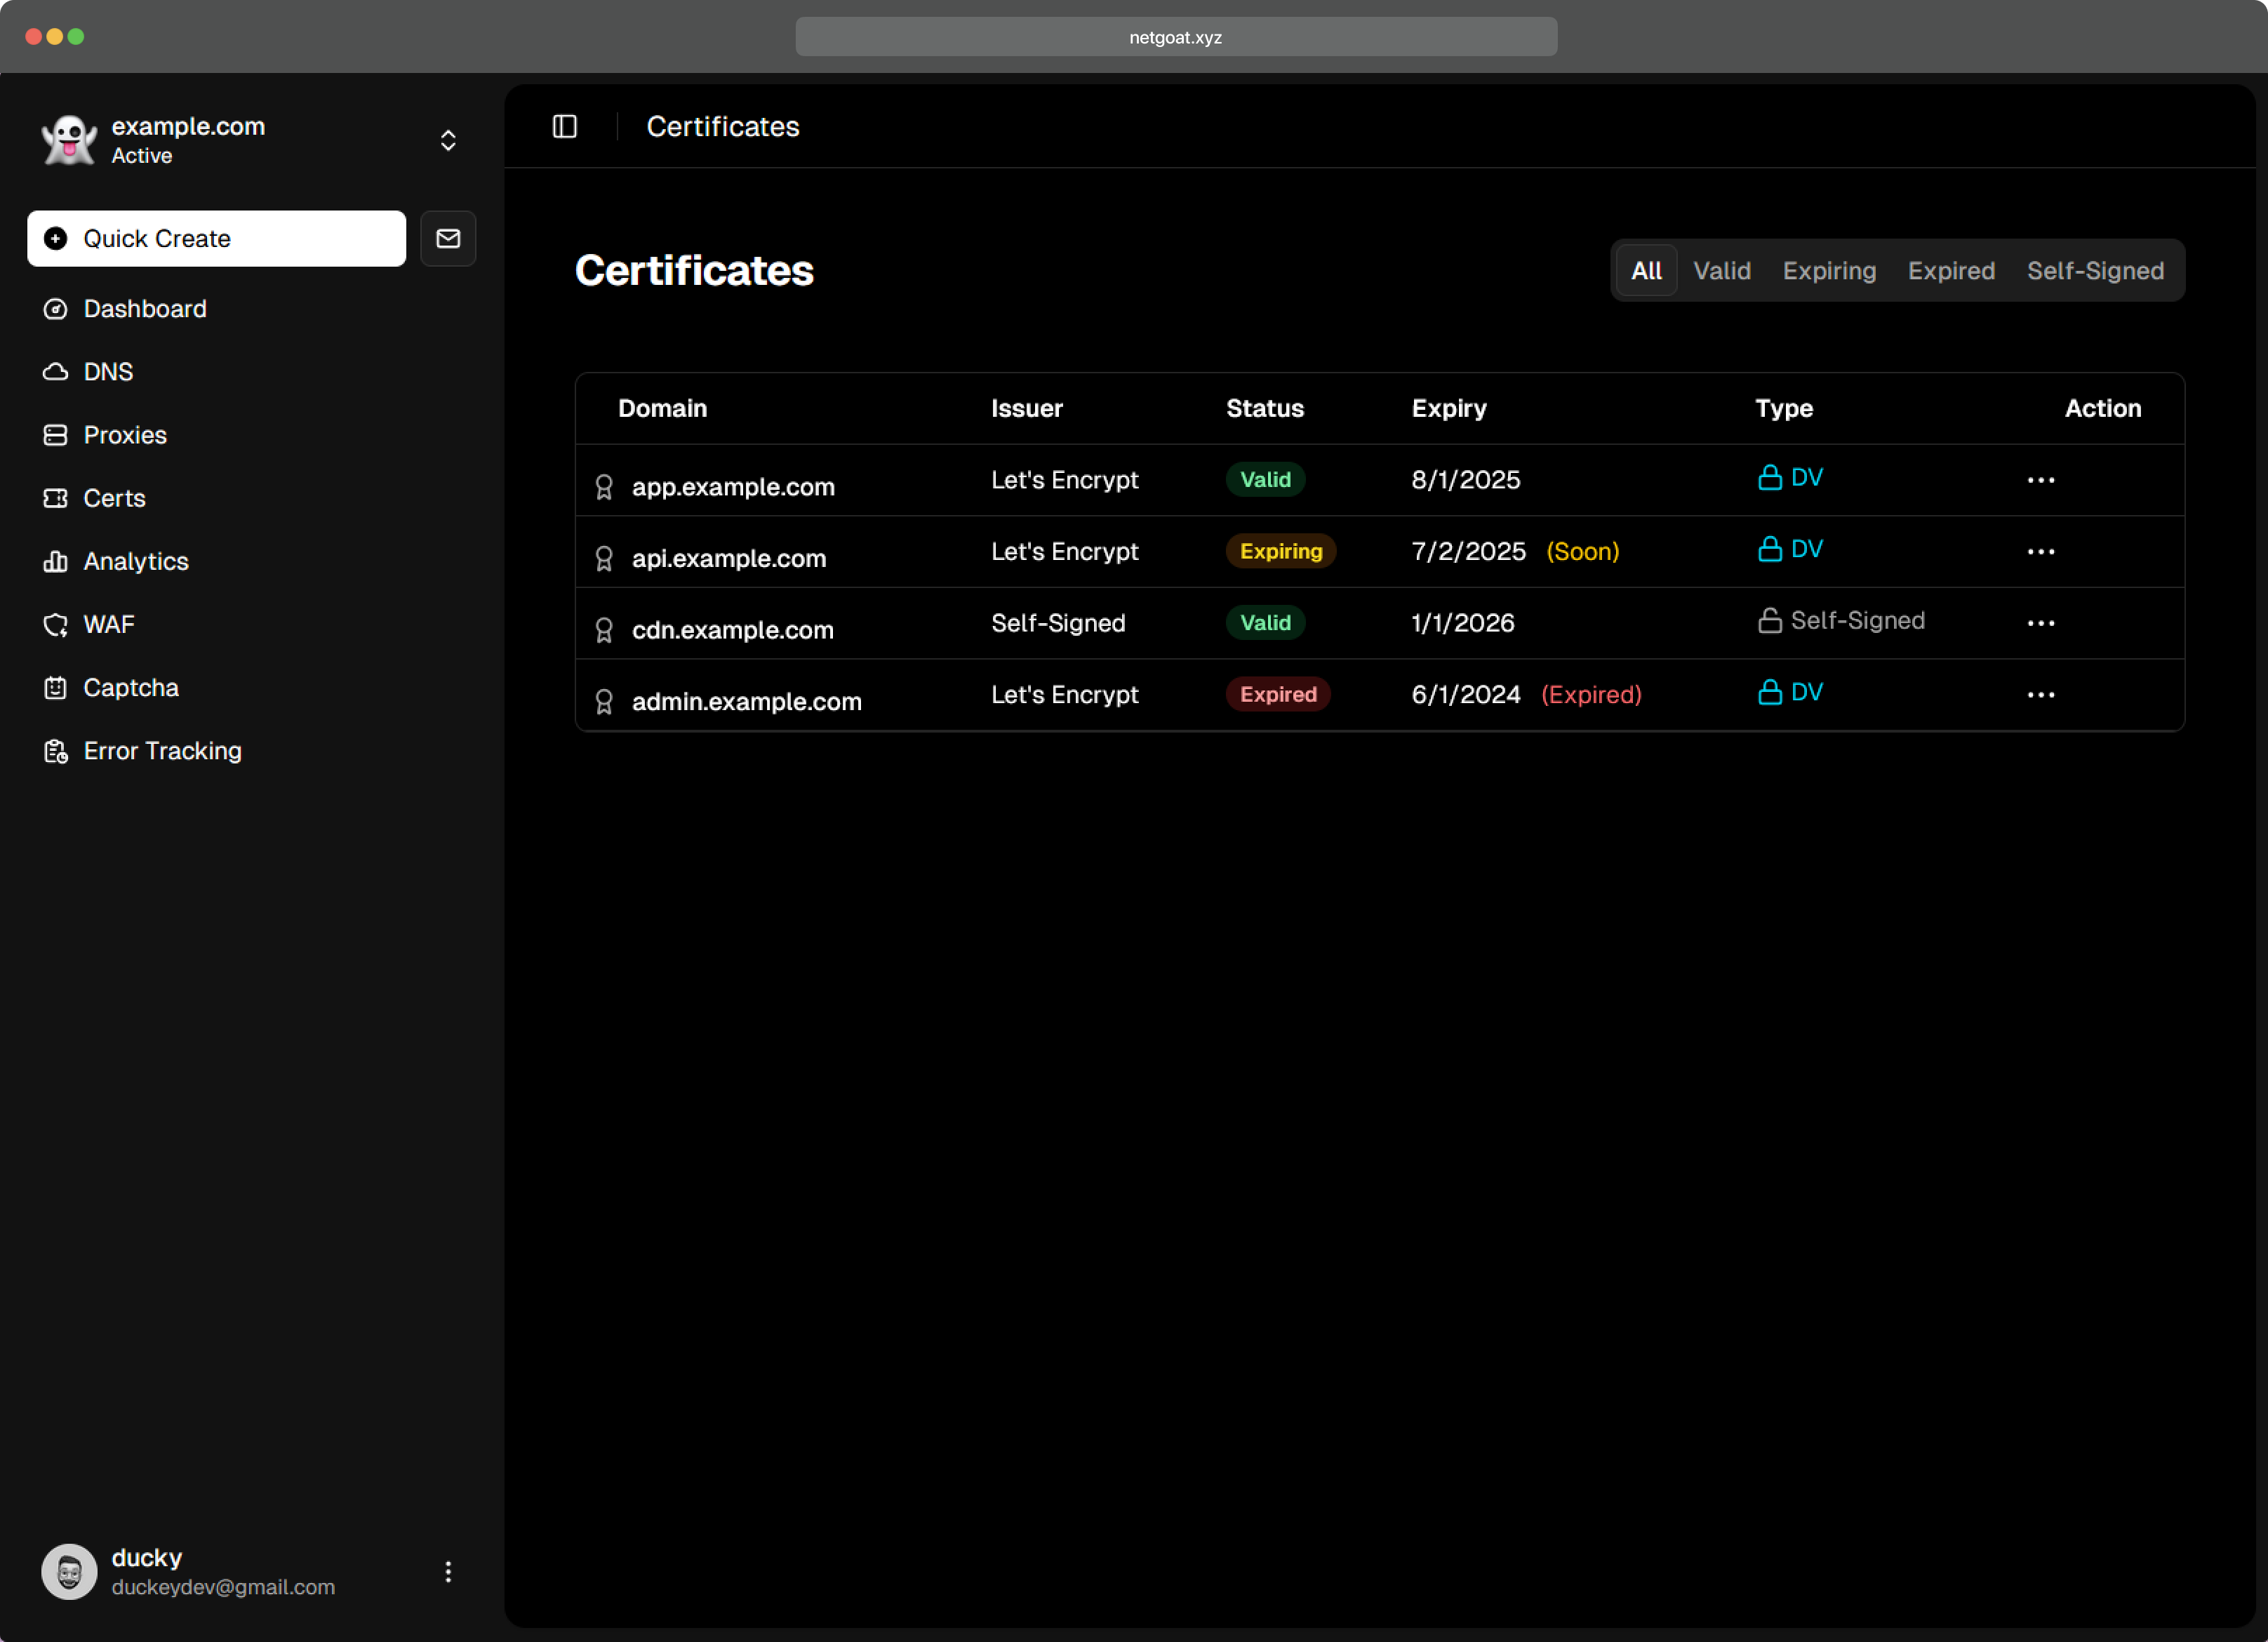 netgoat.xyz
example.com
Active
Quick Create
Dashboard
DNS
Proxies
Certs
Analytics
WAF
Captcha
Error Tracking
ducky
duckeydev@gmail.com
Certificates
Certificates
All Valid Expiring Expired Self-Signed
Domain Issuer Status Expiry Type Action
app.example.com Let's Encrypt Valid 8/1/2025 DV
api.example.com Let's Encrypt Expiring 7/2/2025 (Soon) DV
cdn.example.com Self-Signed Valid 1/1/2026 Self-Signed
admin.example.com Let's Encrypt Expired 6/1/2024 (Expired) DV